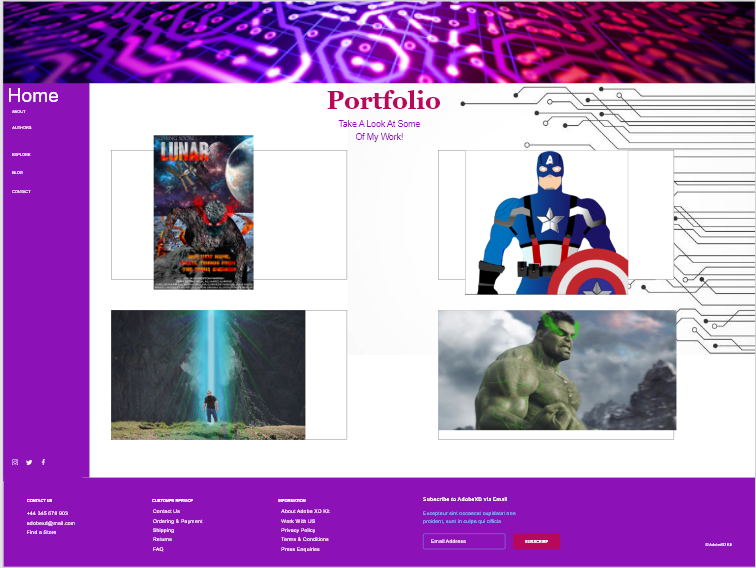 Home
ABOUT
AUTHORS
EXPLORE
BLOG
CONTACT
Portfolio
Take A Look At Some
Of My Work!
LUNAR
A
CONTACT US
+44 345 678 903
adobexd@mail.com
Find a Store
CUSTOMER SERVICE
Contact Us
Ordering & Payment
Shipping
Returns
FAQ
INFORMATION
About Adobe XD Kit
Work With US
Privacy Policy
Terms & Conditions
Press Enquiries
Subscribe to AdobeXD via Email
Excepteur sint occaecat cupidatat non
proident, sunt in culpa qui officia
Email Address
SUBSCRIBE
©AdobeXD Kit